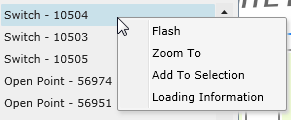 Switch - 10504
Switch - 10503
Switch - 10505
Open Point - 56974
Open Point - 56951
Flash
Zoom To
Add To Selection
Loading Information